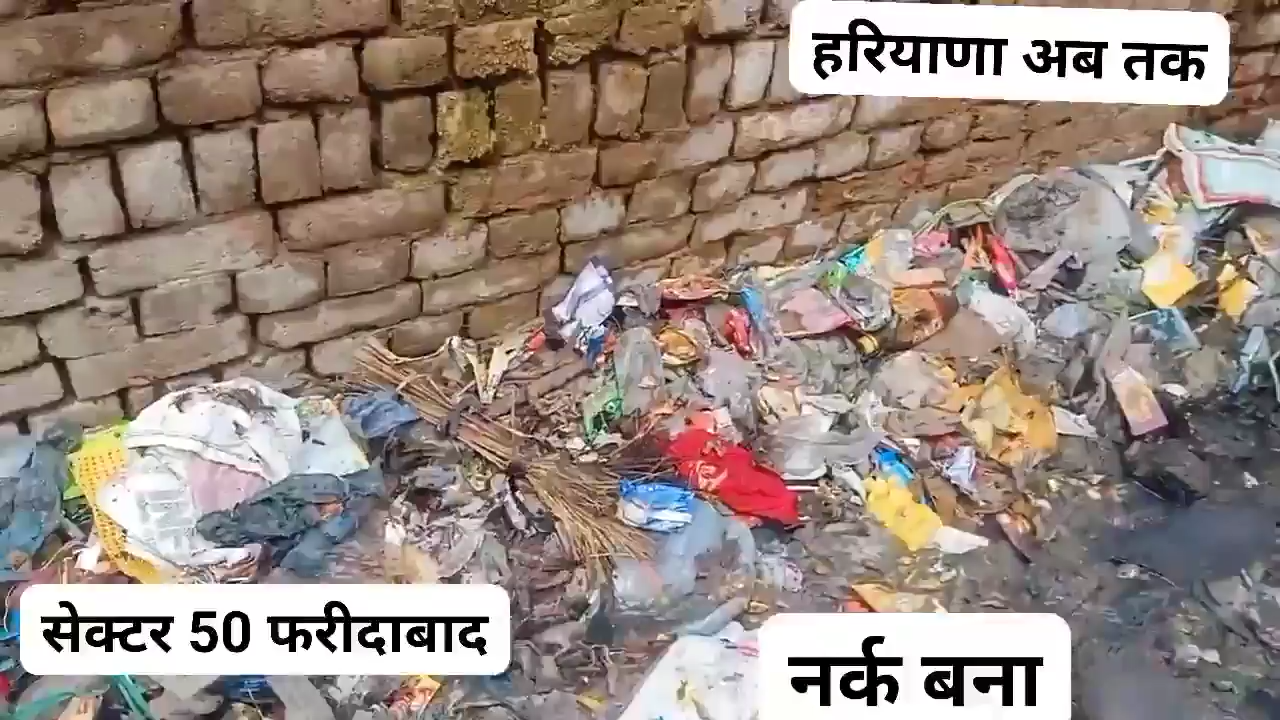 हरियाणा अब तक
सेक्टर 50 फरीदाबाद
नर्क बना